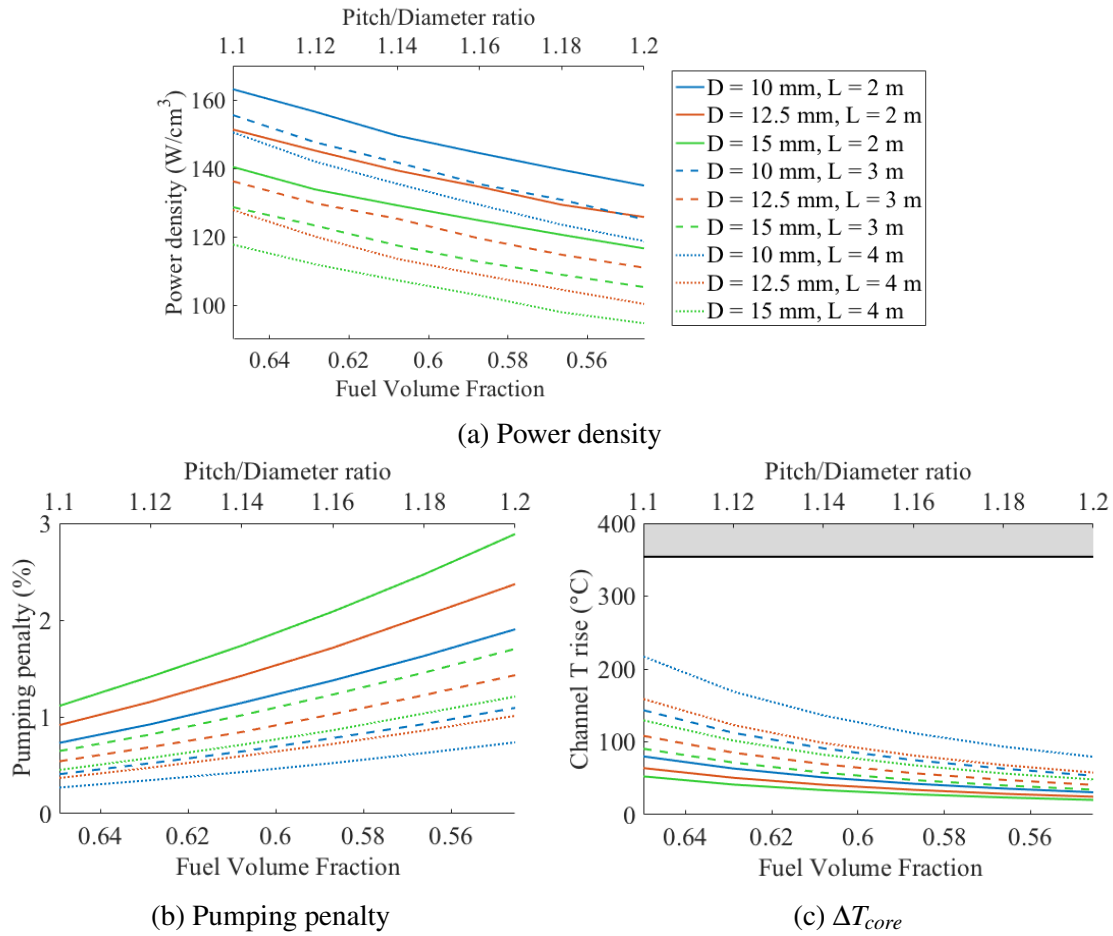 Pitch/Diameter ratio
1.1 1.12 1.14 1.16 1.18 1.2
Power density (W/cm³)
160
140
120
100
0.64 0.62 0.6 0.58 0.56
Fuel Volume Fraction
D = 10 mm, L = 2 m
D = 12.5 mm, L = 2 m
D = 15 mm, L = 2 m
D = 10 mm, L = 3 m
D = 12.5 mm, L = 3 m
D = 15 mm, L = 3 m
D = 10 mm, L = 4 m
D = 12.5 mm, L = 4 m
D = 15 mm, L = 4 m
(a) Power density
Pitch/Diameter ratio
1.1 1.12 1.14 1.16 1.18 1.2
Pumping penalty (%)
3
2
1
0
0.64 0.62 0.6 0.58 0.56
Fuel Volume Fraction
(b) Pumping penalty
Pitch/Diameter ratio
1.1 1.12 1.14 1.16 1.18 1.2
Channel T rise (°C)
400
300
200
100
0
0.64 0.62 0.6 0.58 0.56
Fuel Volume Fraction
(c) ΔT_core